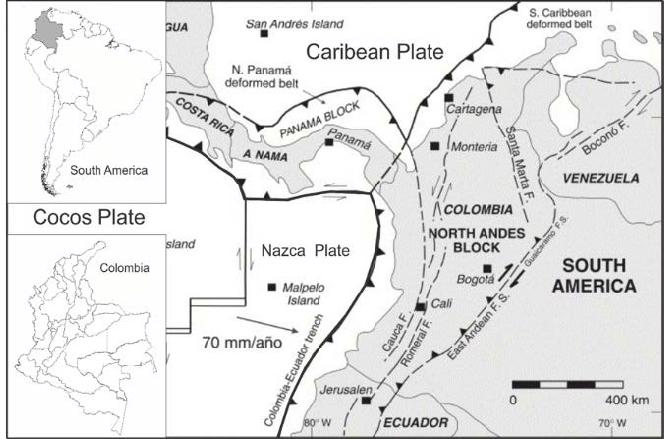 GUA
San Andrés Island
S. Caribbean
deformed belt
Caribean Plate
N. Panamá
deformed belt
South America
COSTA RICA
PANAMA BLOCK
Cartagena
Panamá
A NAMA
Monteria
Santa Marta F.
Boconó F.
VENEZUELA
Cocos Plate
COLOMBIA
NORTH ANDES
BLOCK
sland
Nazca Plate
Colombia
Bogotá
Guaicaramo F.S.
SOUTH
AMERICA
Malpelo
Island
Cali
70 mm/año
Cauca F.
Romeral F.
East Andean F.S.
Colombia-Ecuador trench
Jerusalen
0
400 km
ECUADOR
80° W
70° W